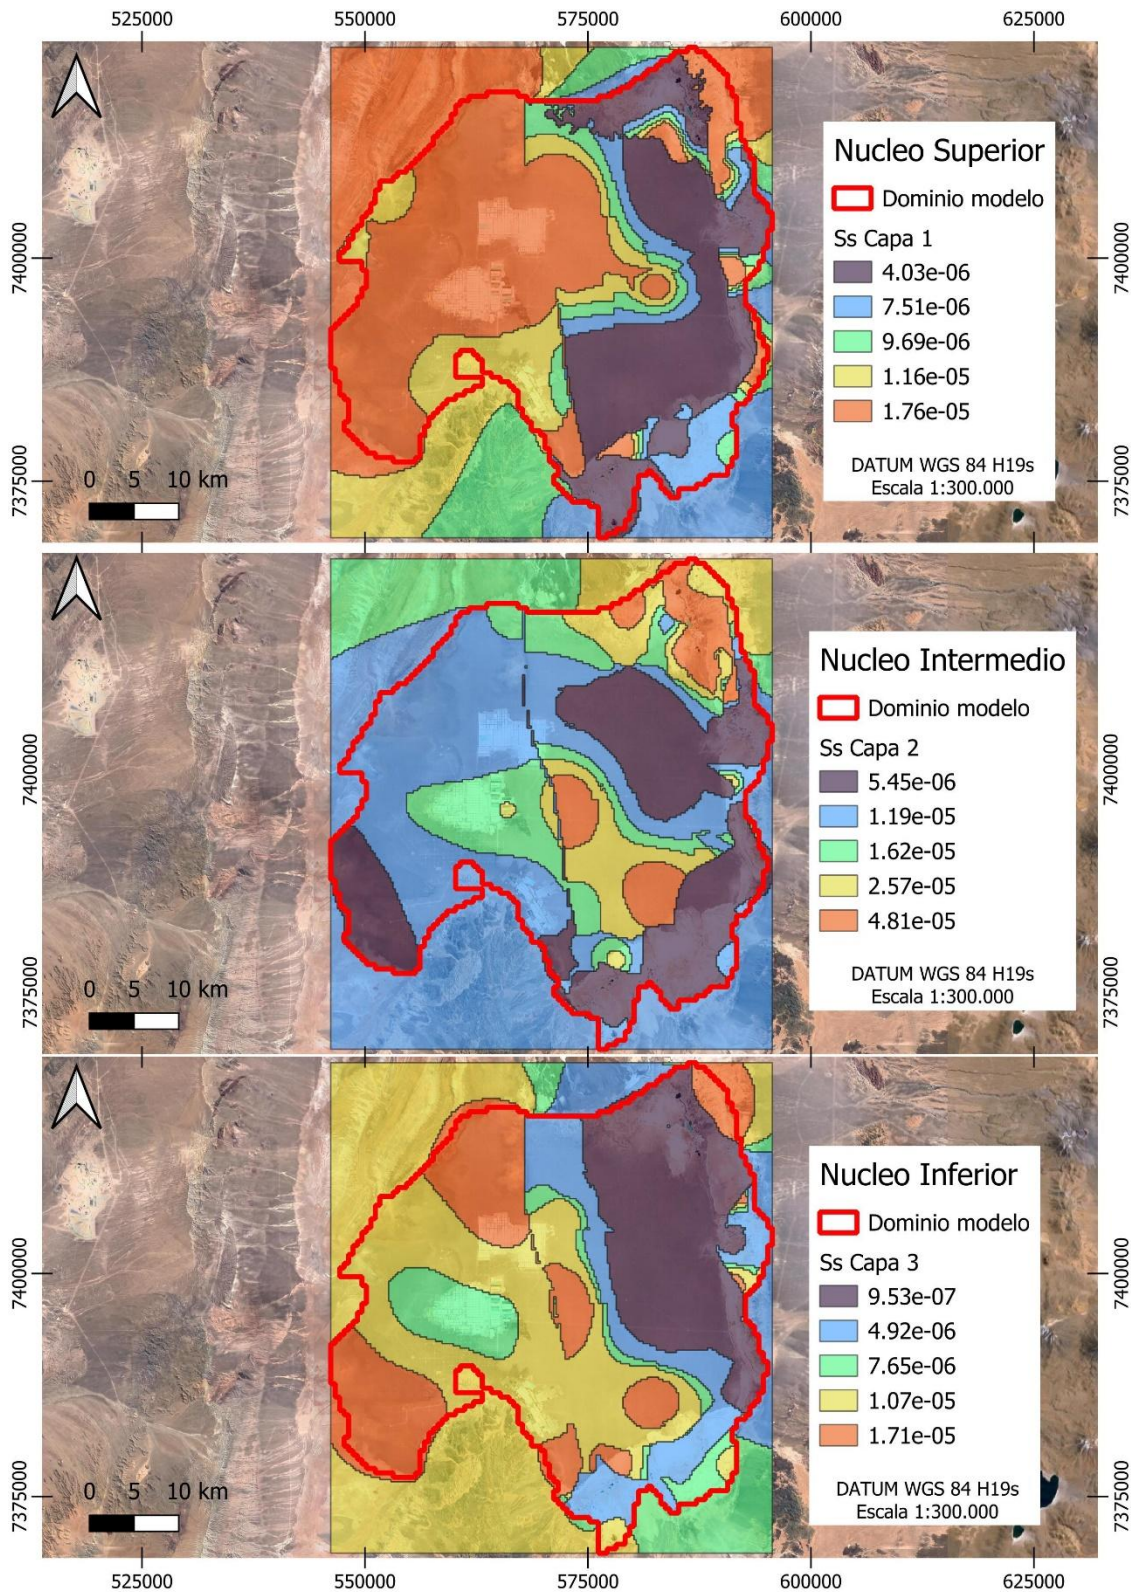 525000 550000 575000 600000 625000
7400000
7375000
0 5 10 km
Nucleo Superior
Dominio modelo
Ss Capa 1
4.03e-06
7.51e-06
9.69e-06
1.16e-05
1.76e-05
DATUM WGS 84 H19s
Escala 1:300.000
7400000
7375000
7400000
7375000
0 5 10 km
Nucleo Intermedio
Dominio modelo
Ss Capa 2
5.45e-06
1.19e-05
1.62e-05
2.57e-05
4.81e-05
DATUM WGS 84 H19s
Escala 1:300.000
7400000
7375000
7400000
7375000
0 5 10 km
Nucleo Inferior
Dominio modelo
Ss Capa 3
9.53e-07
4.92e-06
7.65e-06
1.07e-05
1.71e-05
DATUM WGS 84 H19s
Escala 1:300.000
7400000
7375000
525000 550000 575000 600000 625000